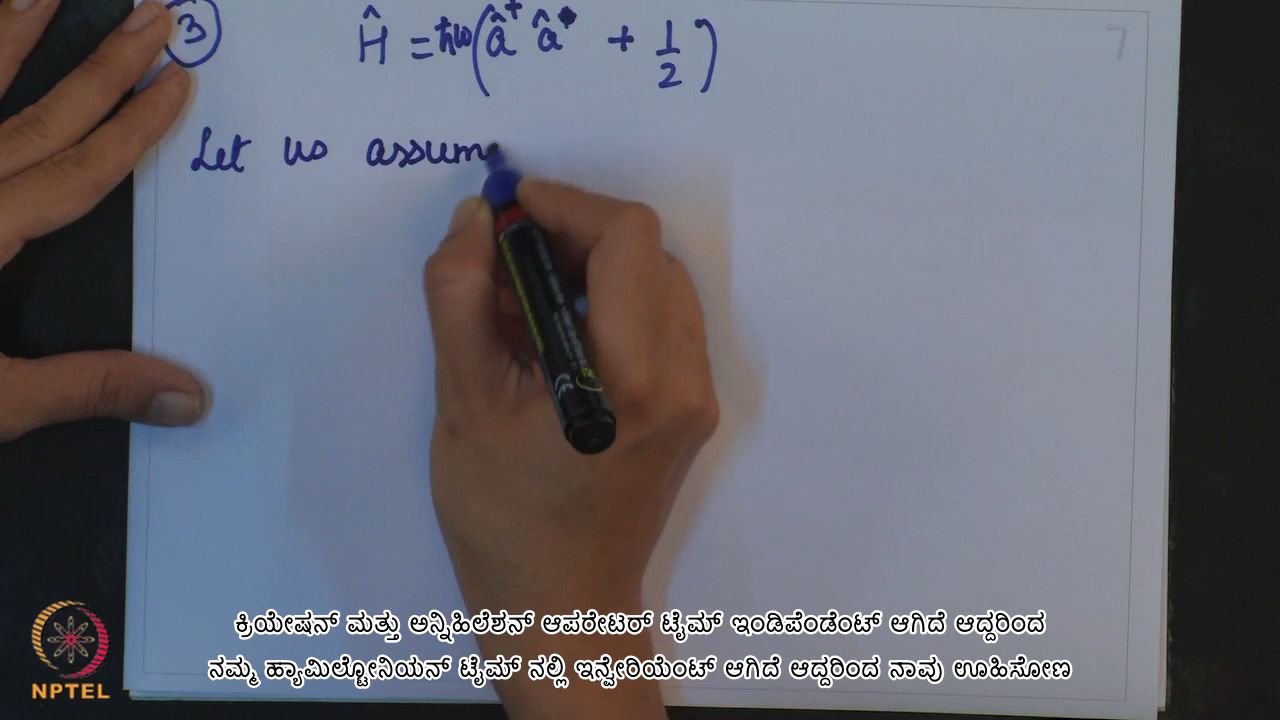 3 Ĥ = ħω(â† â + 1/2)
7
Let us assum
ಕ್ರಿಯೇಷನ್ ಮತ್ತು ಅನ್ನಿಹಿಲೆಶನ್ ಆಪರೇಟರ್ ಟೈಮ್ ಇಂಡಿಪೆಂಡೆಂಟ್ ಆಗಿದೆ ಆದ್ದರಿಂದ
ನಮ್ಮ ಹ್ಯಾಮಿಲ್ಟೋನಿಯನ್ ಟೈಮ್ ನಲ್ಲಿ ಇನ್ವೇರಿಯೆಂಟ್ ಆಗಿದೆ ಆದ್ದರಿಂದ ನಾವು ಊಹಿಸೋಣ
NPTEL